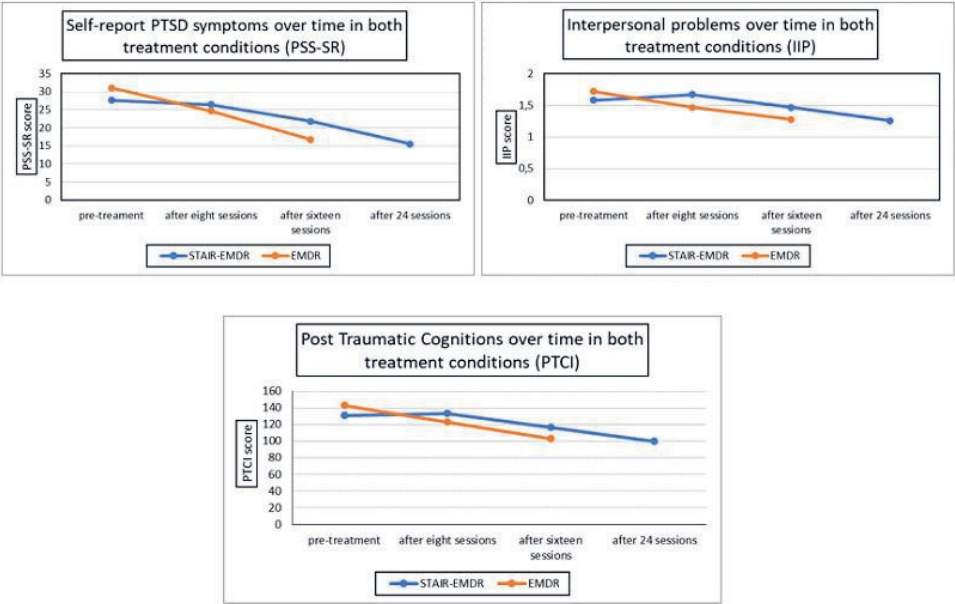 Self-report PTSD symptoms over time in both
treatment conditions (PSS-SR)
PSS-SR score
35
30
25
20
15
10
5
0
pre-treament
after eight sessions
after sixteen
sessions
after 24 sessions
STAIR-EMDR
EMDR
Interpersonal problems over time in both
treatment conditions (IIP)
IIP score
2
1,5
1
0,5
0
pre-treatment
after eight sessions
after sixteen
sessions
after 24 sessions
STAIR-EMDR
EMDR
Post Traumatic Cognitions over time in both
treatment conditions (PTCI)
PTCI score
160
140
120
100
80
60
40
20
0
pre-treatment
after eight sessions
after sixteen
sessions
after 24 sessions
STAIR-EMDR
EMDR